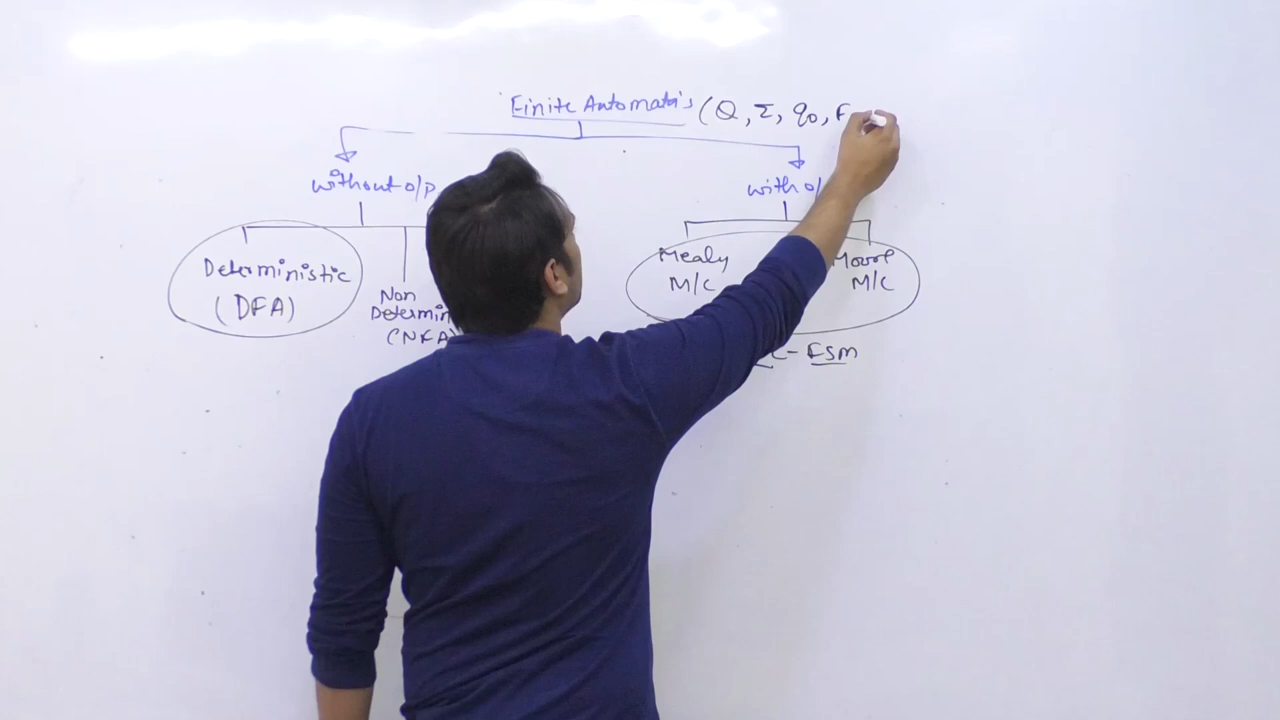 Finite Automata's (Q, Σ, q0, F
without o/p
with o/
Deterministic
(DFA)
Non
Determin
(NFA
Mealy
M/C
Moore
M/C
- FSM